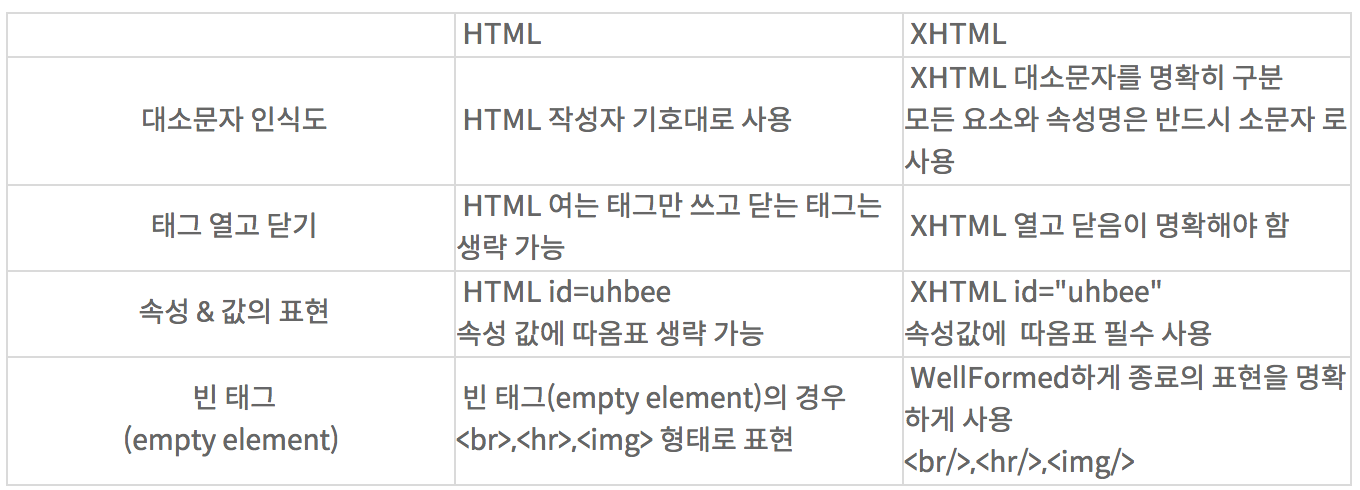 HTML
XHTML
대소문자 인식도
HTML 작성자 기호대로 사용
XHTML 대소문자를 명확히 구분
모든 요소와 속성명은 반드시 소문자 로
사용
태그 열고 닫기
HTML 여는 태그만 쓰고 닫는 태그는
생략 가능
XHTML 열고 닫음이 명확해야 함
속성 & 값의 표현
HTML id=uhbee
속성 값에 따옴표 생략 가능
XHTML id="uhbee"
속성값에  따옴표 필수 사용
빈 태그
(empty element)
빈 태그(empty element)의 경우
<br>,<hr>,<img> 형태로 표현
WellFormed하게 종료의 표현을 명확
하게 사용
<br/>,<hr/>,<img/>